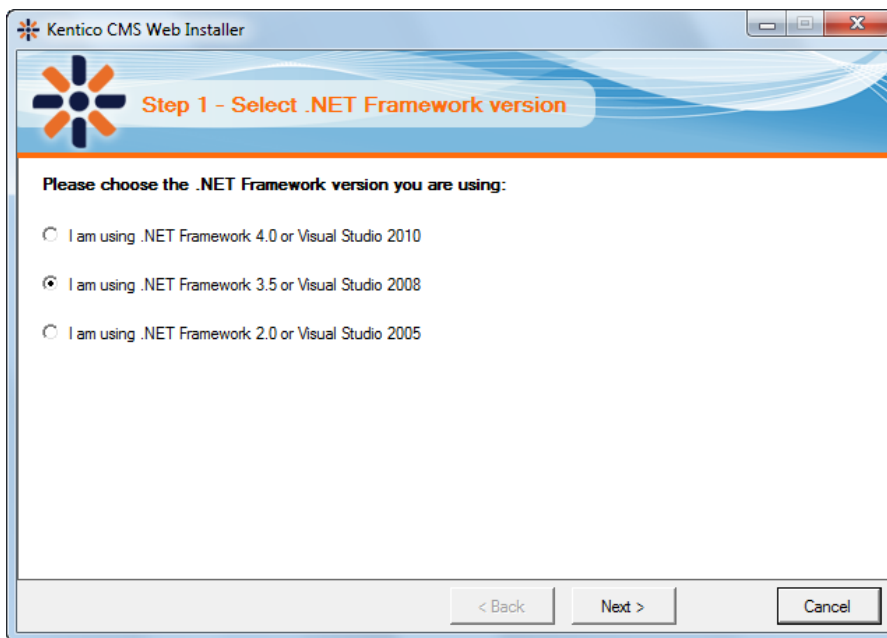 Kentico CMS Web Installer
Step 1 - Select .NET Framework version
Please choose the .NET Framework version you are using:
I am using .NET Framework 4.0 or Visual Studio 2010
I am using .NET Framework 3.5 or Visual Studio 2008
I am using .NET Framework 2.0 or Visual Studio 2005
< Back Next > Cancel